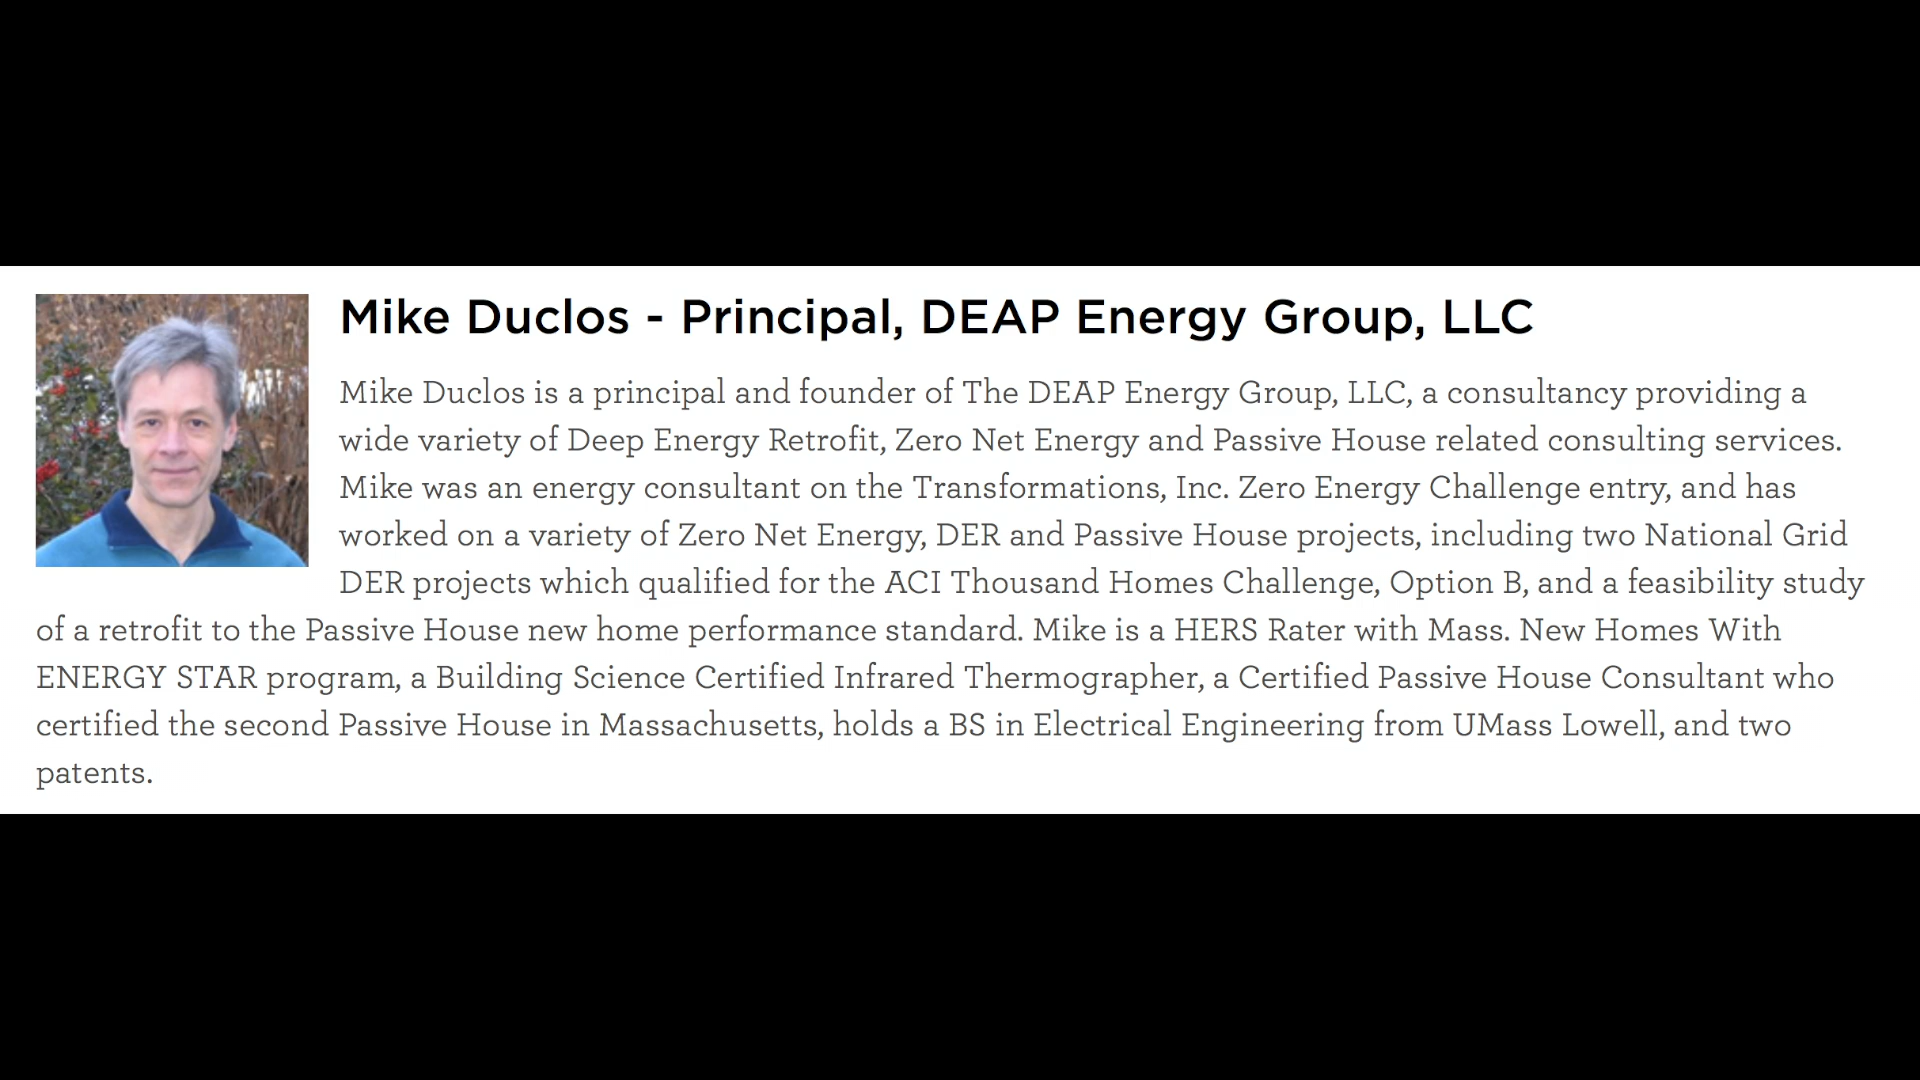 Mike Duclos - Principal, DEAP Energy Group, LLC
Mike Duclos is a principal and founder of The DEAP Energy Group, LLC, a consultancy providing a
wide variety of Deep Energy Retrofit, Zero Net Energy and Passive House related consulting services.
Mike was an energy consultant on the Transformations, Inc. Zero Energy Challenge entry, and has
worked on a variety of Zero Net Energy, DER and Passive House projects, including two National Grid
DER projects which qualified for the ACI Thousand Homes Challenge, Option B, and a feasibility study
of a retrofit to the Passive House new home performance standard. Mike is a HERS Rater with Mass. New Homes With
ENERGY STAR program, a Building Science Certified Infrared Thermographer, a Certified Passive House Consultant who
certified the second Passive House in Massachusetts, holds a BS in Electrical Engineering from UMass Lowell, and two
patents.